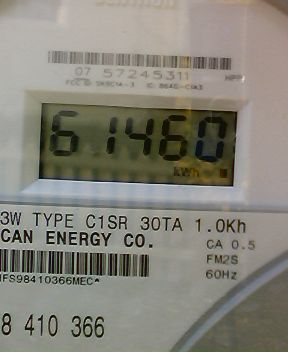 07 57245311
61460
kWh
3W TYPE C1SR 30TA 1.0Kh
CAN ENERGY CO.
CA 0.5
FM2S
60Hz
IFS98410366MEC*
8 410 366